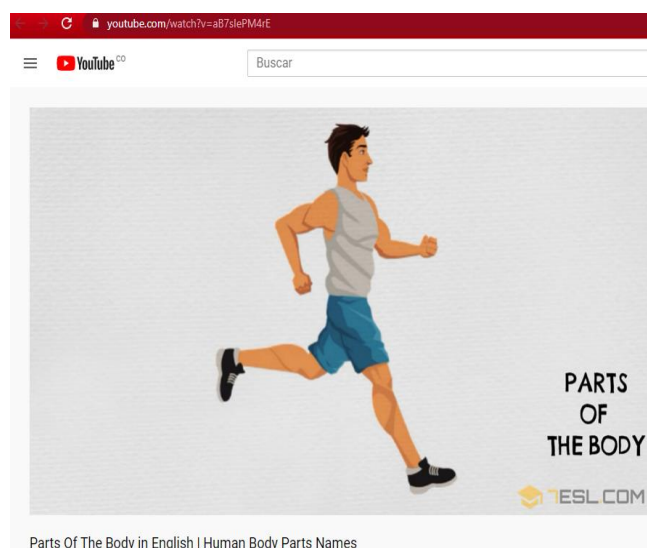 youtube.com/watch?v=aB7slePM4rE
YouTube CO
Buscar
PARTS
OF
THE BODY
7ESL.COM
Parts Of The Body in English | Human Body Parts Names